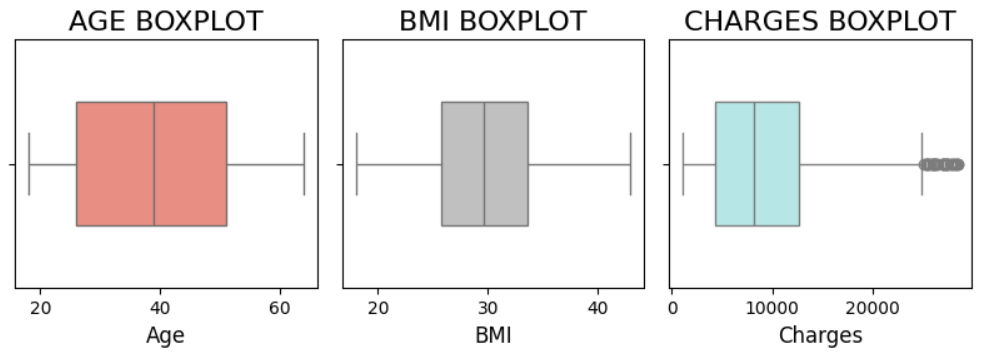 AGE BOXPLOT
20 40 60
Age
BMI BOXPLOT
20 30 40
BMI
CHARGES BOXPLOT
0 10000 20000
Charges